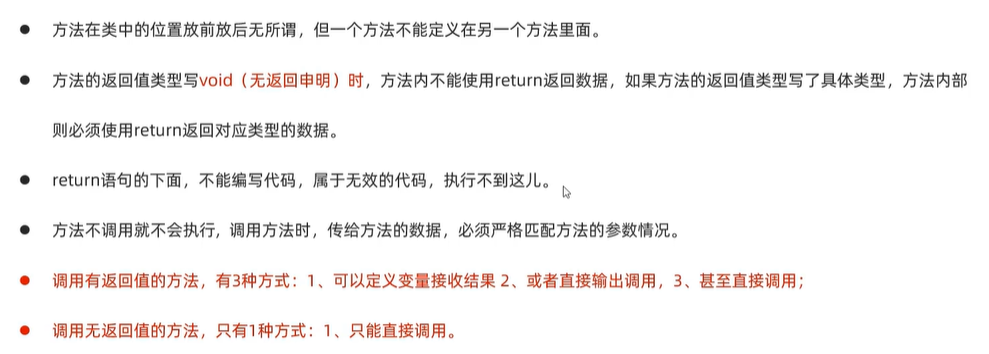 ● 方法在类中的位置放前放后无所谓，但一个方法不能定义在另一个方法里面。
● 方法的返回值类型写void（无返回申明）时，方法内不能使用return返回数据，如果方法的返回值类型写了具体类型，方法内部
则必须使用return返回对应类型的数据。
● return语句的下面，不能编写代码，属于无效的代码，执行不到这儿。
● 方法不调用就不会执行, 调用方法时，传给方法的数据，必须严格匹配方法的参数情况。
● 调用有返回值的方法，有3种方式：1、可以定义变量接收结果 2、或者直接输出调用，3、甚至直接调用；
● 调用无返回值的方法，只有1种方式：1、只能直接调用。